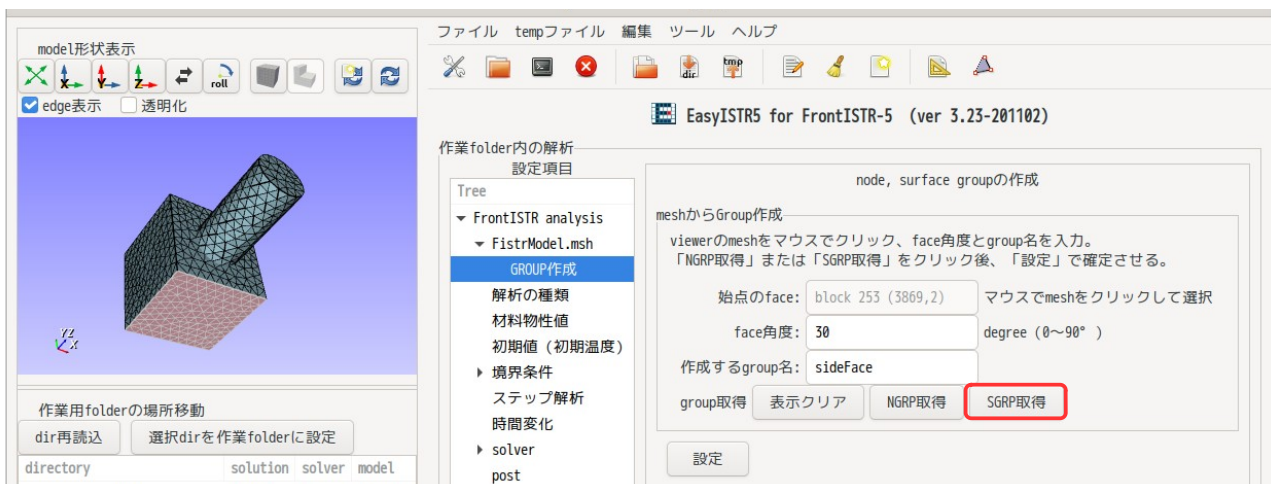 model形状表示
X
Y
Z
roll
edge表示
透明化
YZ
X
作業用folderの場所移動
dir再読込
選択dirを作業folderに設定
directory solution solver model
ファイル tempファイル 編集 ツール ヘルプ
dir
tmp
EasyISTR5 for FrontISTR-5 (ver 3.23-201102)
作業folder内の解析
設定項目
Tree
FrontISTR analysis
FistrModel.msh
GROUP作成
解析の種類
材料物性値
初期値(初期温度)
境界条件
ステップ解析
時間変化
solver
post
node, surface groupの作成
meshからGroup作成
viewerのmeshをマウスでクリック、face角度とgroup名を入力。
「NGRP取得」または「SGRP取得」をクリック後、「設定」で確定させる。
始点のface: block 253 (3869,2) マウスでmeshをクリックして選択
face角度: 30 degree (0～90° )
作成するgroup名: sideFace
group取得 表示クリア NGRP取得 SGRP取得
設定